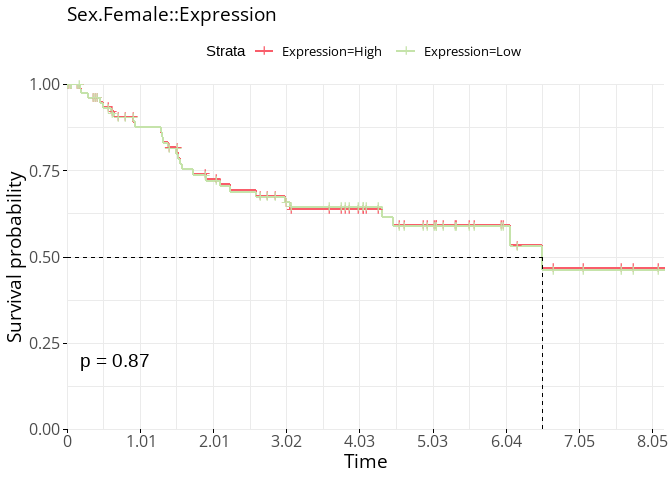 Sex.Female::Expression
Strata Expression=High Expression=Low
Survival probability
1.00
0.75
0.50
0.25
0.00
p = 0.87
0 1.01 2.01 3.02 4.03 5.03 6.04 7.05 8.05
Time